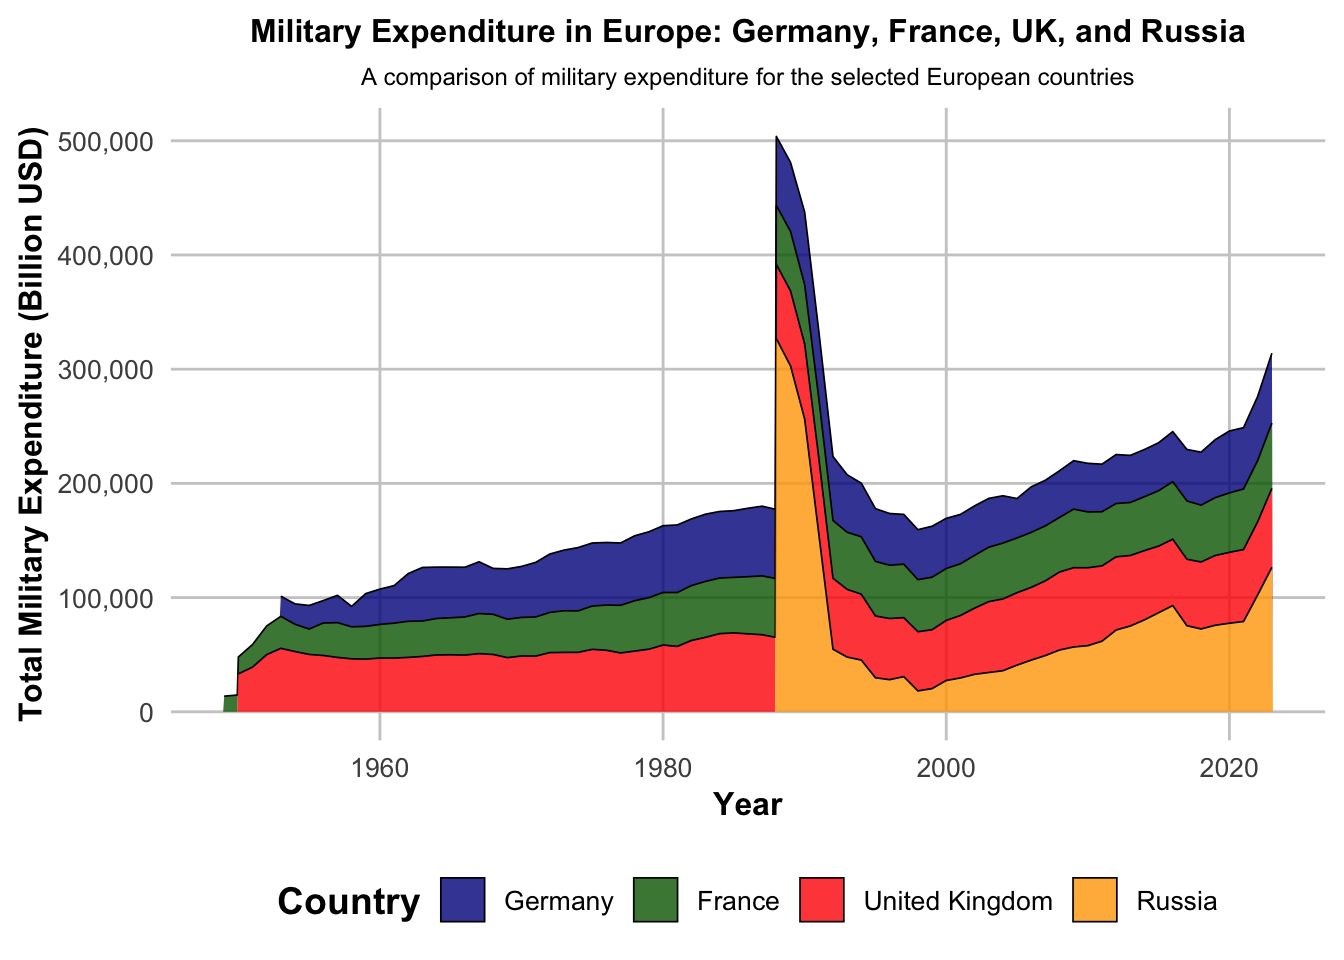 Military Expenditure in Europe: Germany, France, UK, and Russia
A comparison of military expenditure for the selected European countries
Total Military Expenditure (Billion USD)
500,000
400,000
300,000
200,000
100,000
0
1960 1980 2000 2020
Year
Country Germany France United Kingdom Russia